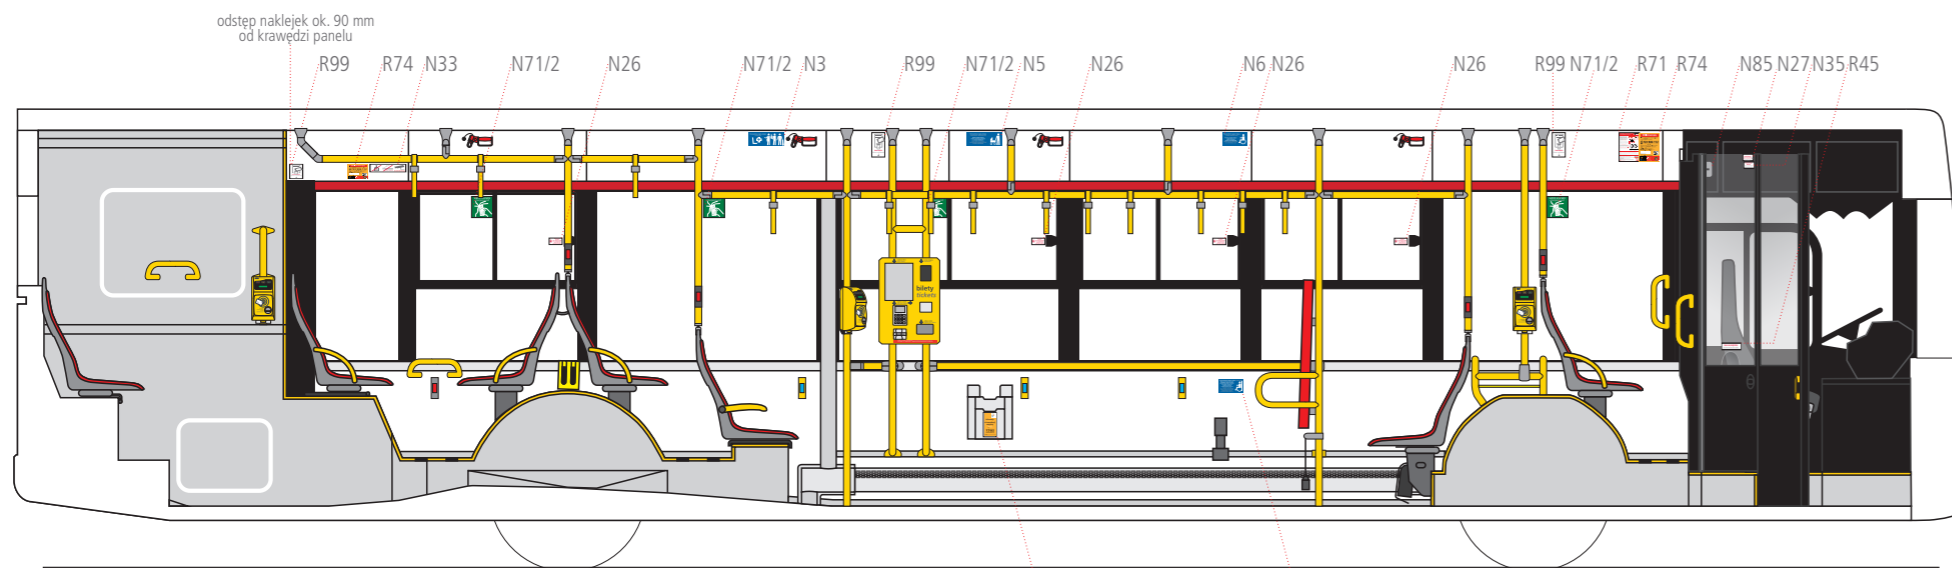 odstęp naklejek ok. 90 mm
od krawędzi panelu
R99 R74 N33 N71/2 N26 N71/2 N3 R99 N71/2 N5 N26 N6 N26 N26 R99 N71/2 R71 R74 N85 N27 N35 R45
bilety
tickets